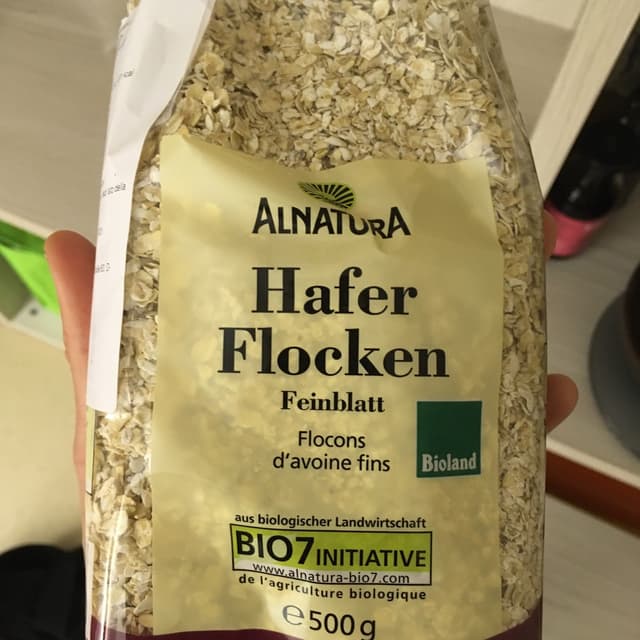 ALNATURA
Hafer
Flocken
Feinblatt
Flocons
d'avoine fins
Bioland
aus biologischer Landwirtschaft
BIO7 INITIATIVE
www.alnatura-bio7.com
de l'agriculture biologique
e 500 g